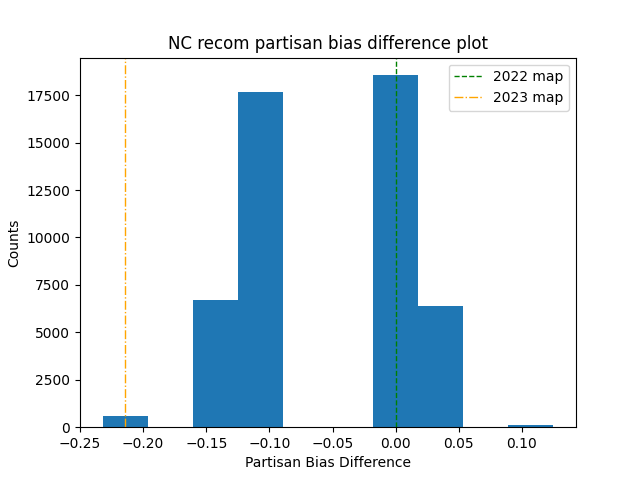 NC recom partisan bias difference plot
2022 map
2023 map
17500
15000
12500
10000
7500
5000
2500
0
Counts
−0.25 −0.20 −0.15 −0.10 −0.05 0.00 0.05 0.10
Partisan Bias Difference